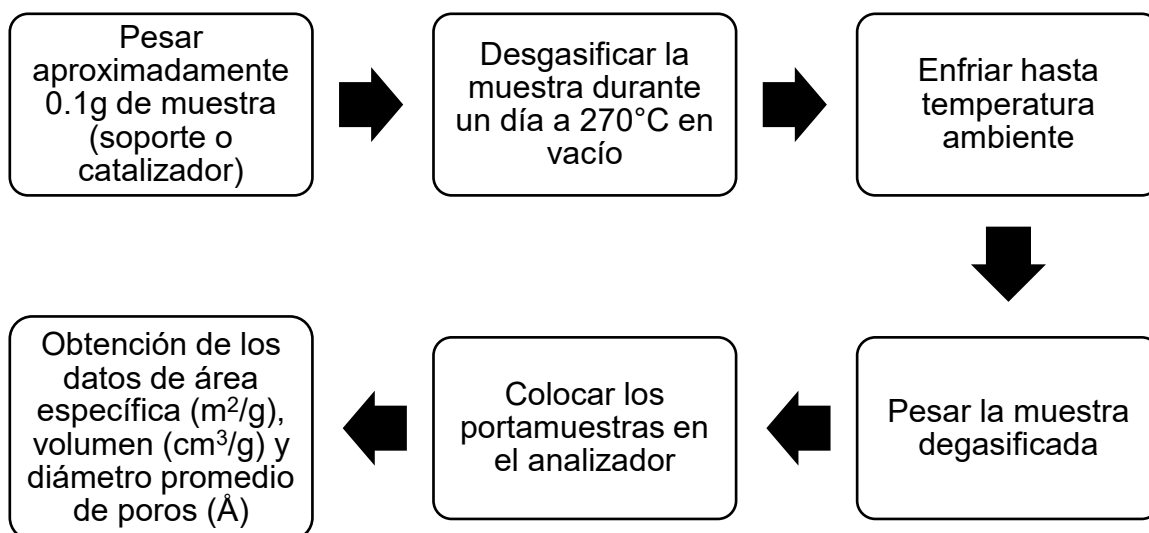 Pesar
aproximadamente
0.1g de muestra
(soporte o
catalizador)
Desgasificar la
muestra durante
un día a 270°C en
vacío
Enfriar hasta
temperatura
ambiente
Pesar la muestra
degasificada
Colocar los
portamuestras en
el analizador
Obtención de los
datos de área
específica (m²/g),
volumen (cm³/g) y
diámetro promedio
de poros (Å)